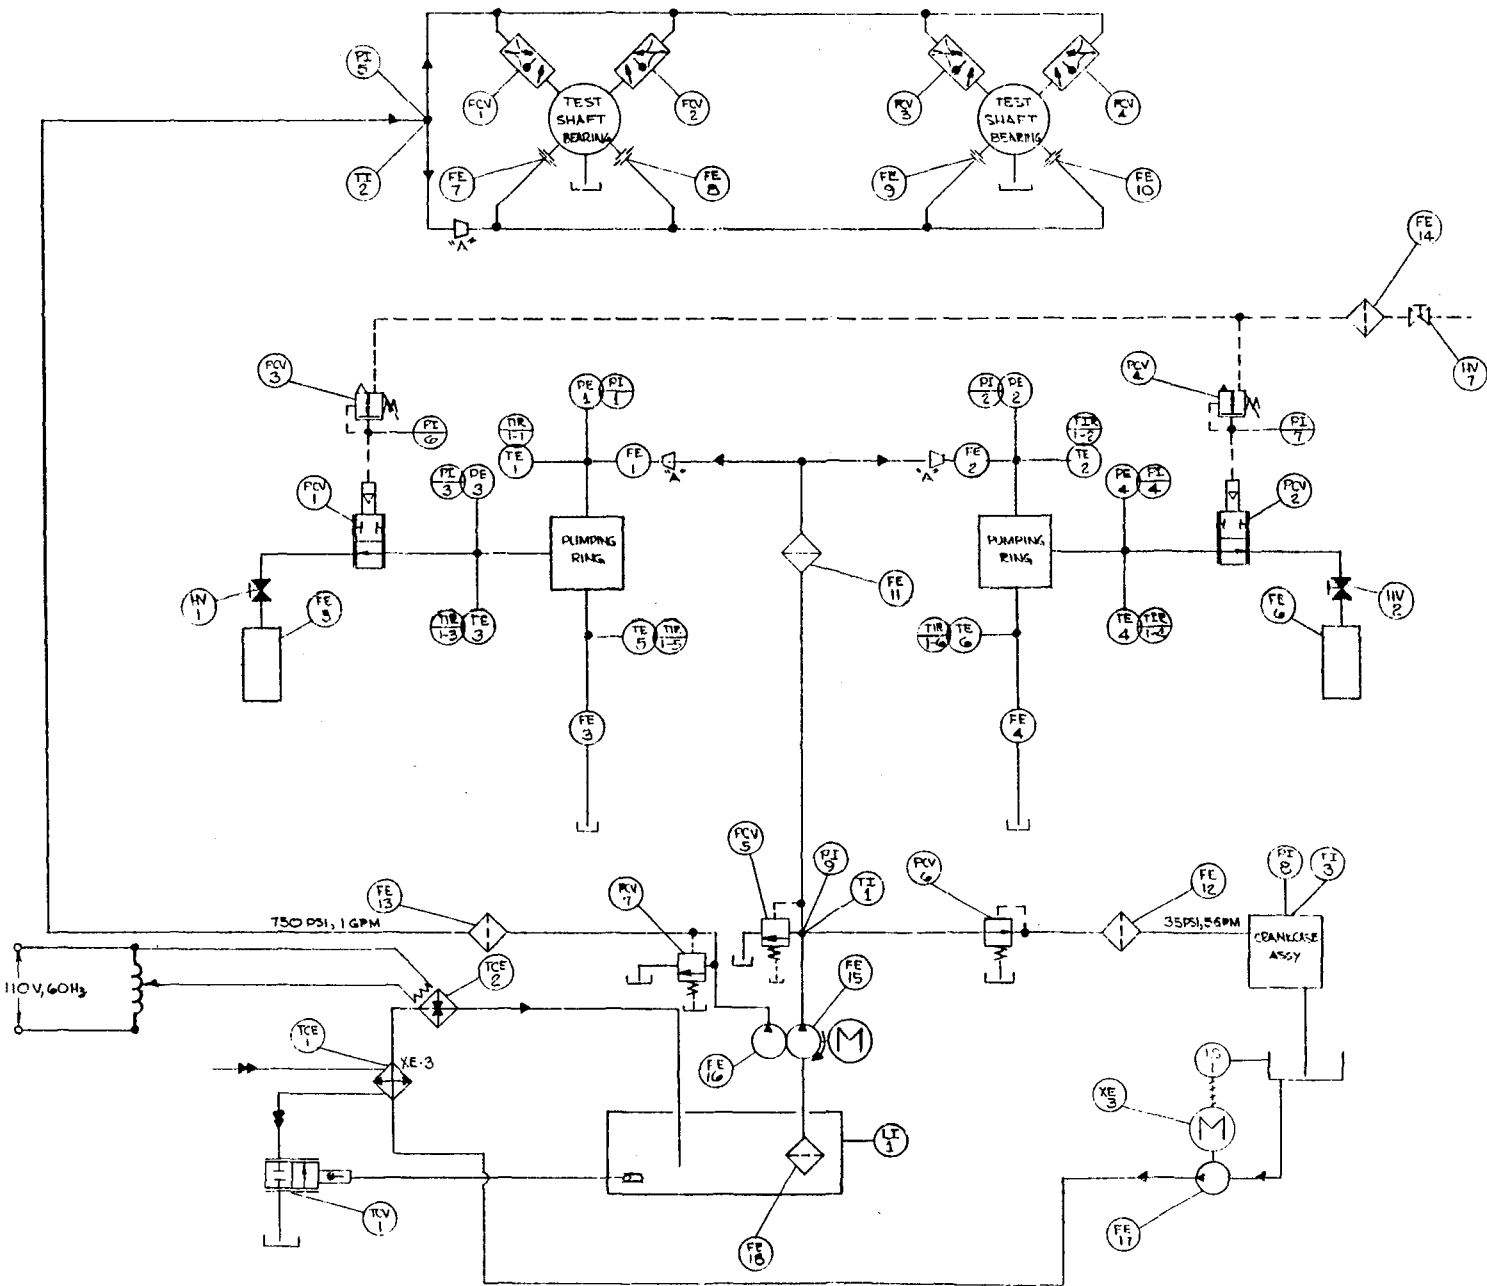 PI
5
FCV
1
TEST
SHAFT
BEARING
FCV
2
FCV
3
TEST
SHAFT
BEARING
FCV
4
TI
2
FE
7
FE
8
FE
9
FE
10
"A"
FE
14
HV
7
PCV
3
PI
6
PE
1
PI
1
PI
2
PE
2
PCV
4
PI
7
TIR
1-1
TE
1
FE
1
"A"
"A"
FE
2
TIR
1-2
TE
2
PCV
1
PI
3
PE
3
PE
4
PI
4
PCV
2
PUMPING
RING
PUMPING
RING
HV
1
FE
5
FE
11
FE
6
HV
2
TIR
1-3
TE
3
TE
5
TIR
1-5
TIR
1-6
TE
6
TE
4
TIR
1-4
FE
3
FE
4
PCV
5
PI
9
TI
1
PCV
6
FE
12
PI
8
TI
3
FE
13
PCV
7
750 PSI, 1 GPM
35 PSI, 5 GPM
CRANKCASE
ASSY
110V, 60Hz
TCE
2
FE
15
TCE
1
XE-3
M
FE
16
LS
1
XE
3
M
LI
1
TCV
1
FE
18
FE
17